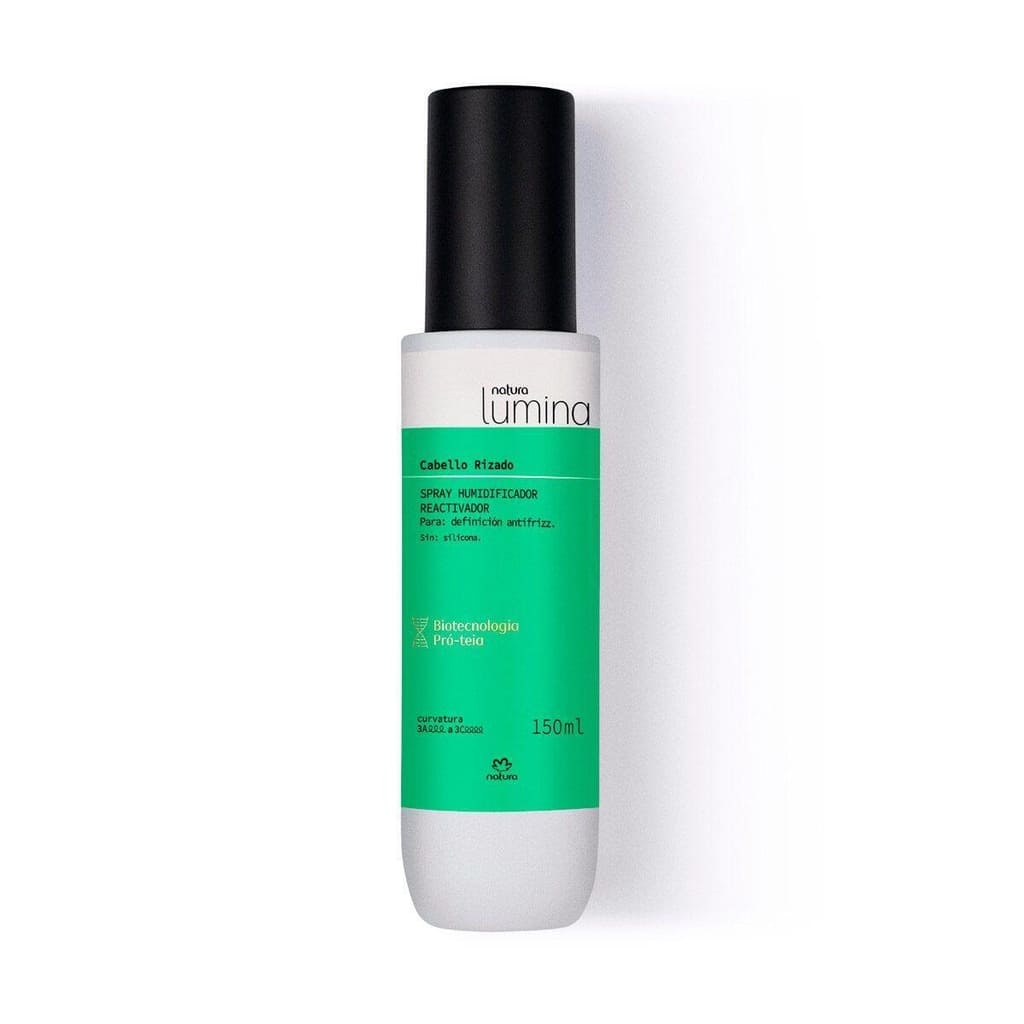 natura
lumina
Cabello Rizado
SPRAY HUMIDIFICADOR
REACTIVADOR
Para: definición antifrizz.
Sin: silicona.
Biotecnologia
Pró-teia
curvatura
3A a 3C
150ml
natura